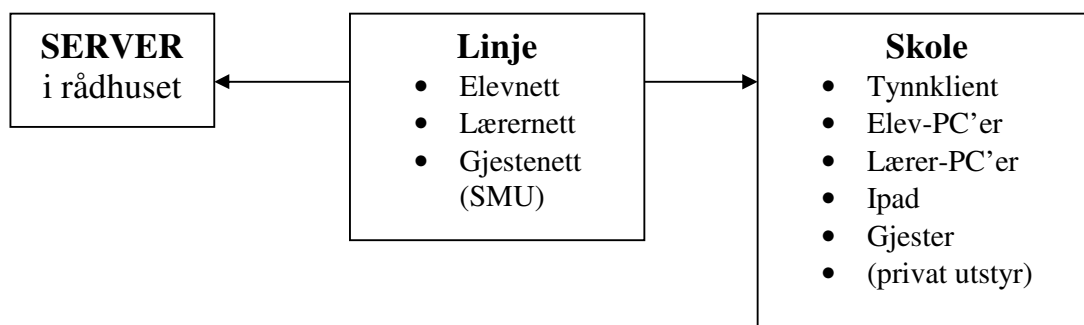 SERVER
i rådhuset
Linje
• Elevnett
• Lærernett
• Gjestenett
(SMU)
Skole
• Tynnklient
• Elev-PC’er
• Lærer-PC’er
• Ipad
• Gjester
• (privat utstyr)